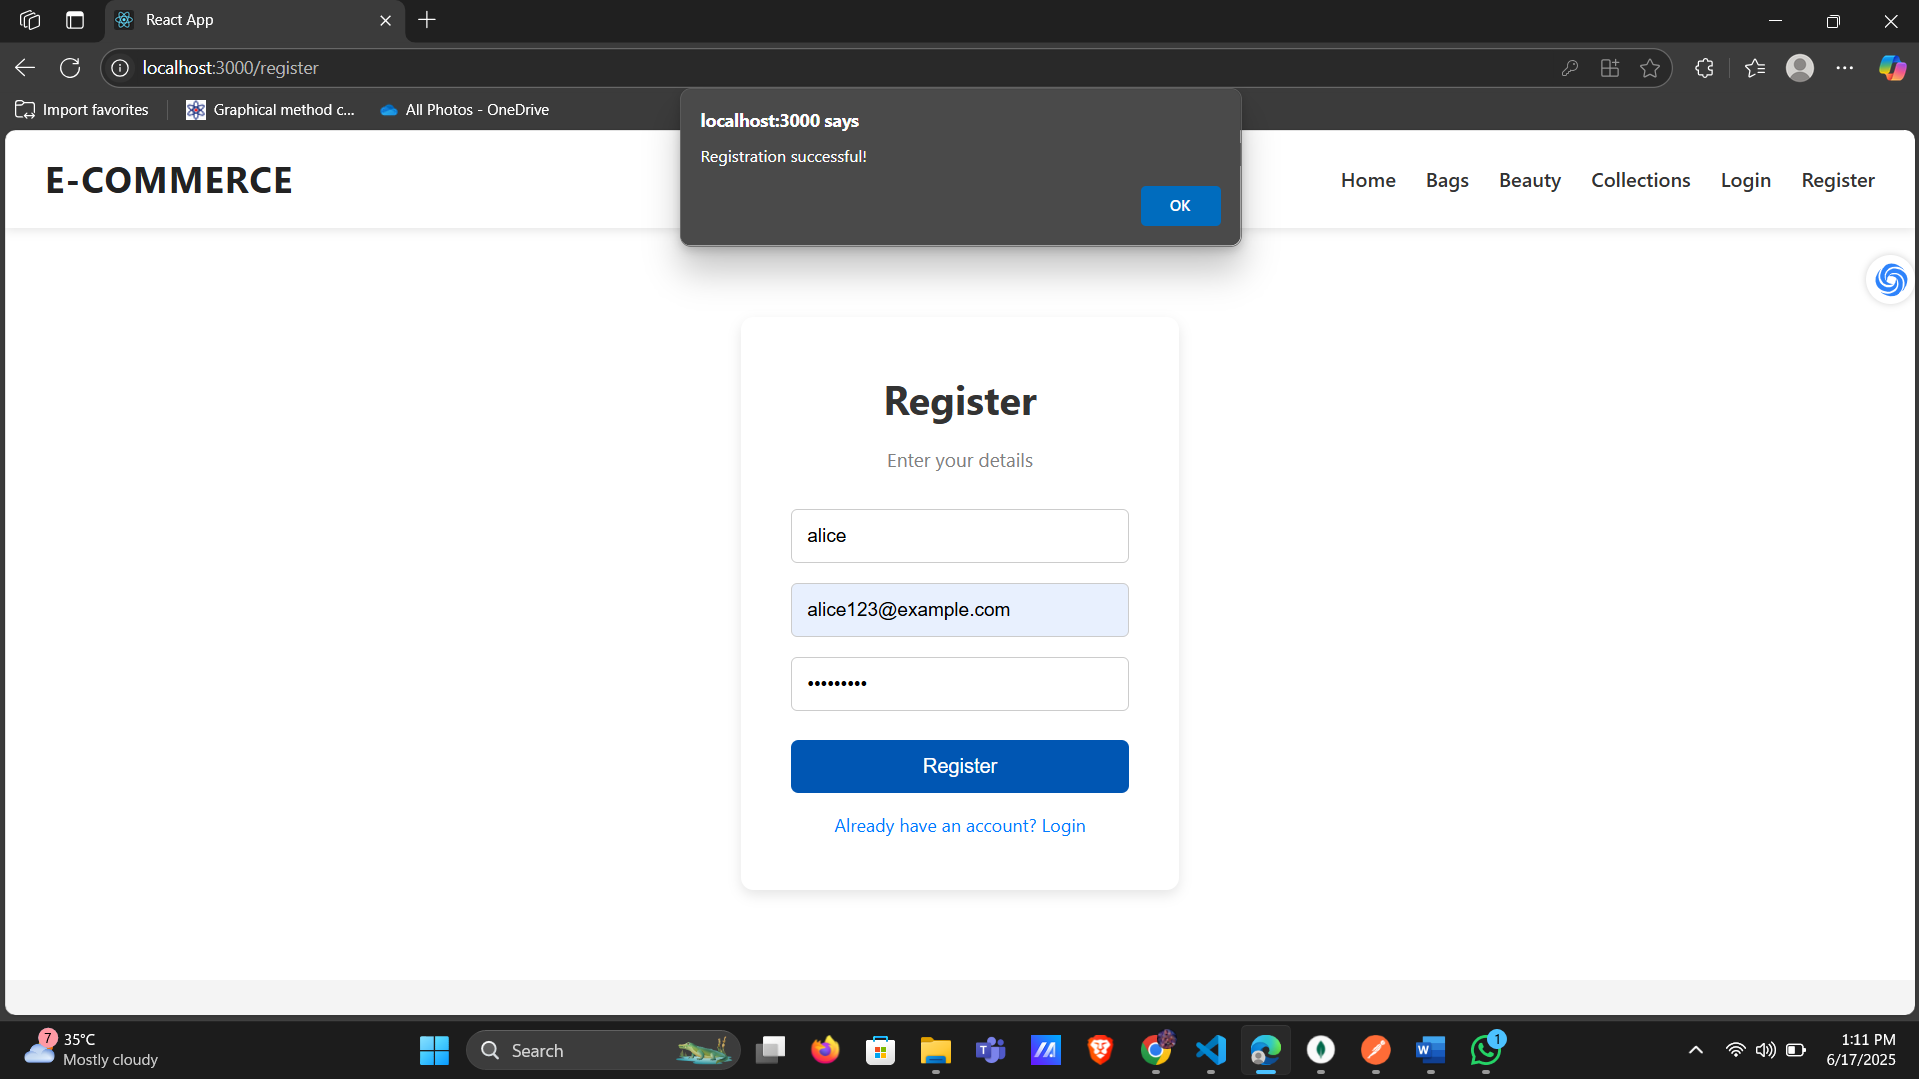 React App
localhost:3000/register
Import favorites
Graphical method c...
All Photos - OneDrive
localhost:3000 says
Registration successful!
OK
E-COMMERCE
Home
Bags
Beauty
Collections
Login
Register
Register
Enter your details
alice
alice123@example.com
•••••••••
Register
Already have an account? Login
7
35°C
Mostly cloudy
Search
1
1:11 PM
6/17/2025